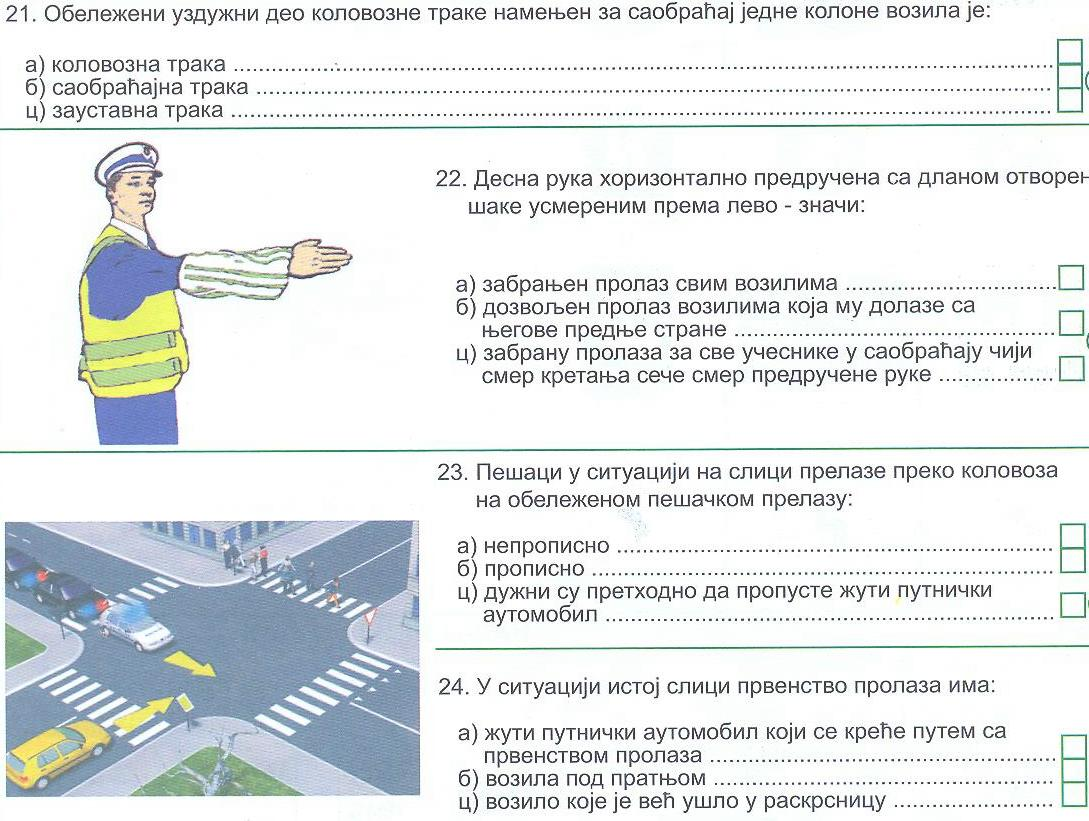 21. Обележени уздужни део коловозне траке намењен за саобраћај једне колоне возила је:
а) коловозна трака
б) саобраћајна трака
ц) зауставна трака
22. Десна рука хоризонтално предручена са дланом отворен
шаке усмереним према лево - значи:
а) забрањен пролаз свим возилима
б) дозвољен пролаз возилима која му долазе са
његове предње стране
ц) забрану пролаза за све учеснике у саобраћају чији
смер кретања сече смер предручене руке
23. Пешаци у ситуацији на слици прелазе преко коловоза
на обележеном пешачком прелазу:
а) непрописно
б) прописно
ц) дужни су претходно да пропусте жути путнички
аутомобил
24. У ситуацији истој слици првенство пролаза има:
а) жути путнички аутомобил који се креће путем са
првенством пролаза
б) возила под пратњом
ц) возило које је већ ушло у раскрсницу